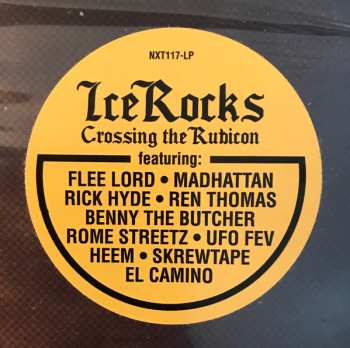 NXT117-LP
IceRocks
Crossing the Rubicon
featuring:
FLEE LORD • MADHATTAN
RICK HYDE • REN THOMAS
BENNY THE BUTCHER
ROME STREETZ • UFO FEV
HEEM • SKREWTAPE
EL CAMINO